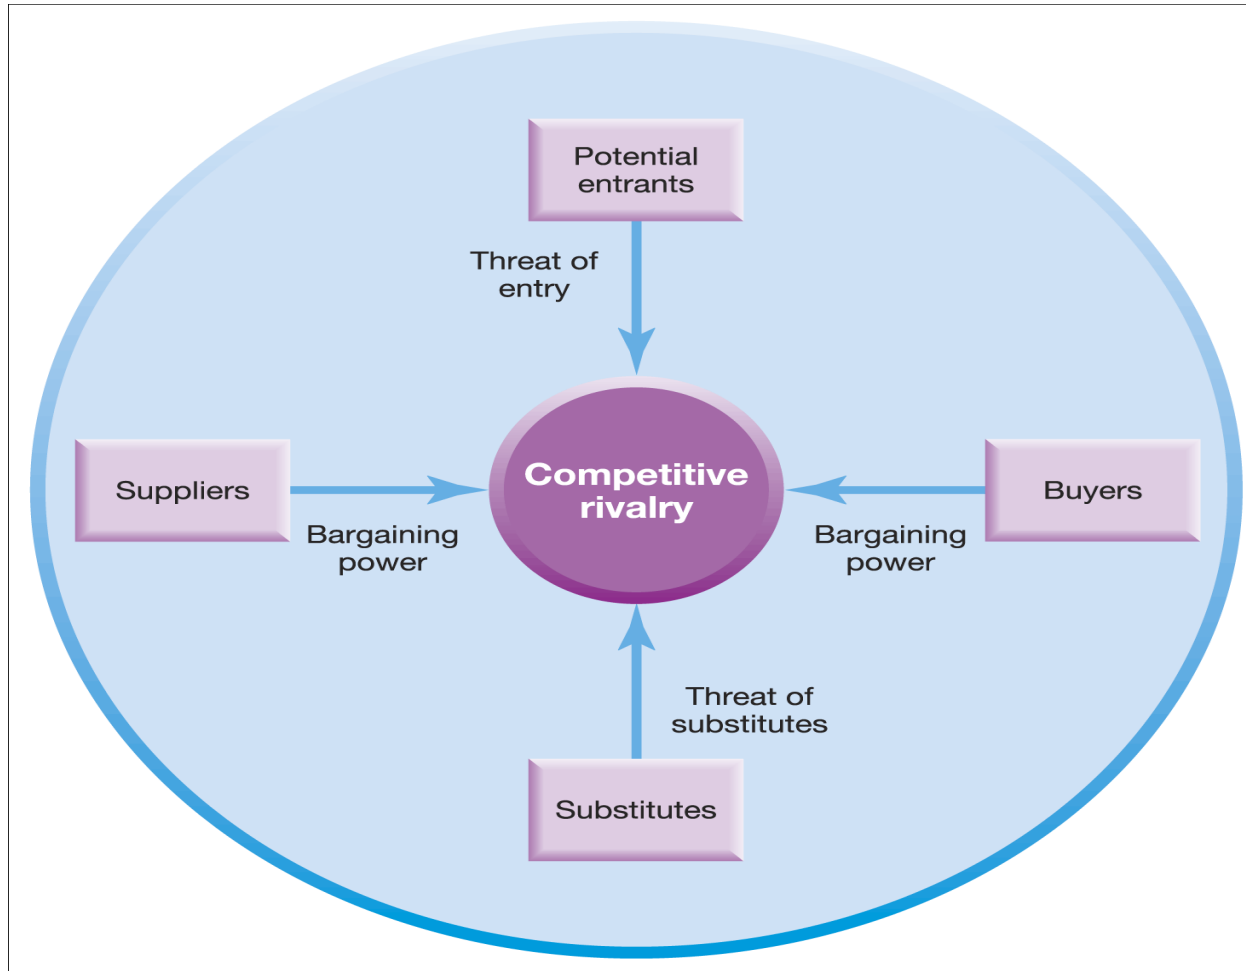 Potential
entrants
Threat of
entry
Suppliers
Bargaining
power
Competitive
rivalry
Buyers
Bargaining
power
Threat of
substitutes
Substitutes